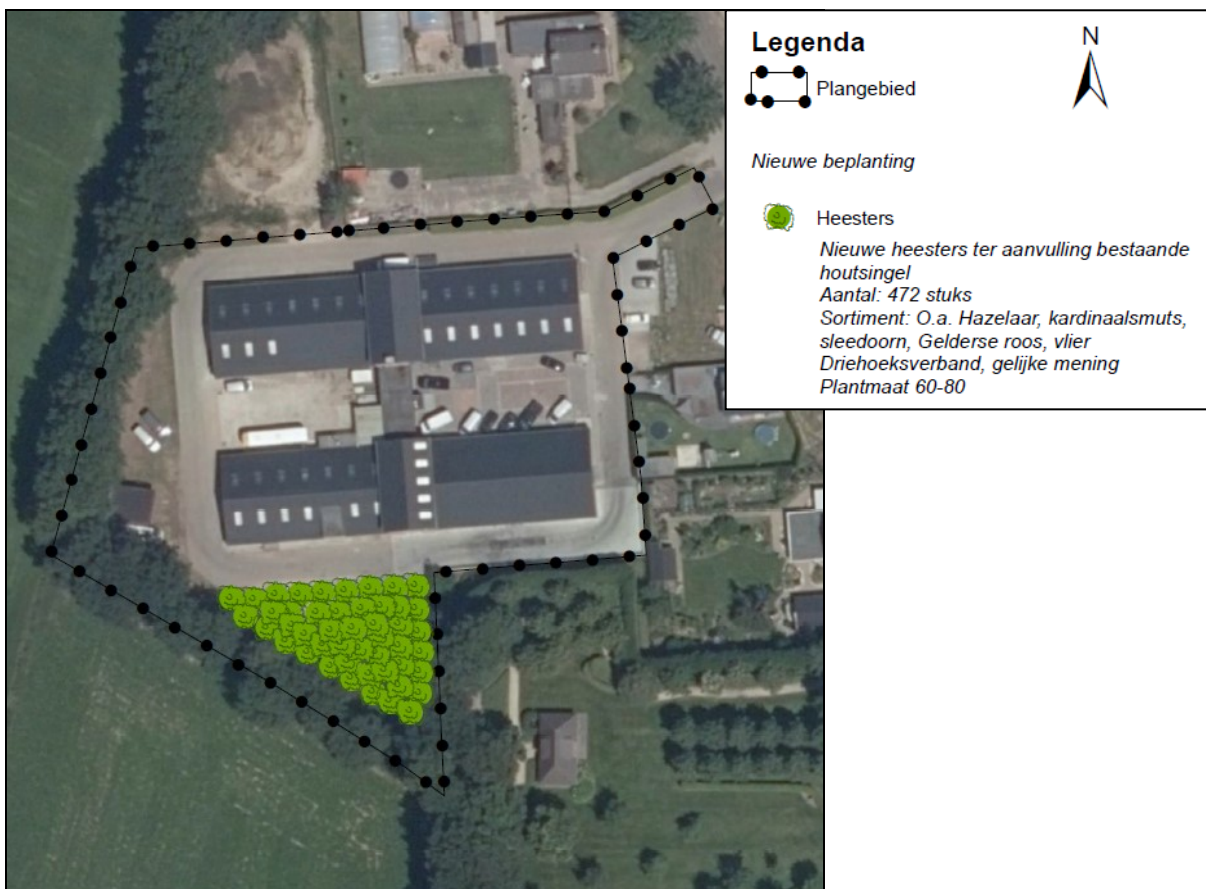 Legenda
N
Plangebied
Nieuwe beplanting
Heesters
Nieuwe heesters ter aanvulling bestaande
houtsingel
Aantal: 472 stuks
Sortiment: O.a. Hazelaar, kardinaalsmuts,
sleedoorn, Gelderse roos, vlier
Driehoeksverband, gelijke mening
Plantmaat 60-80